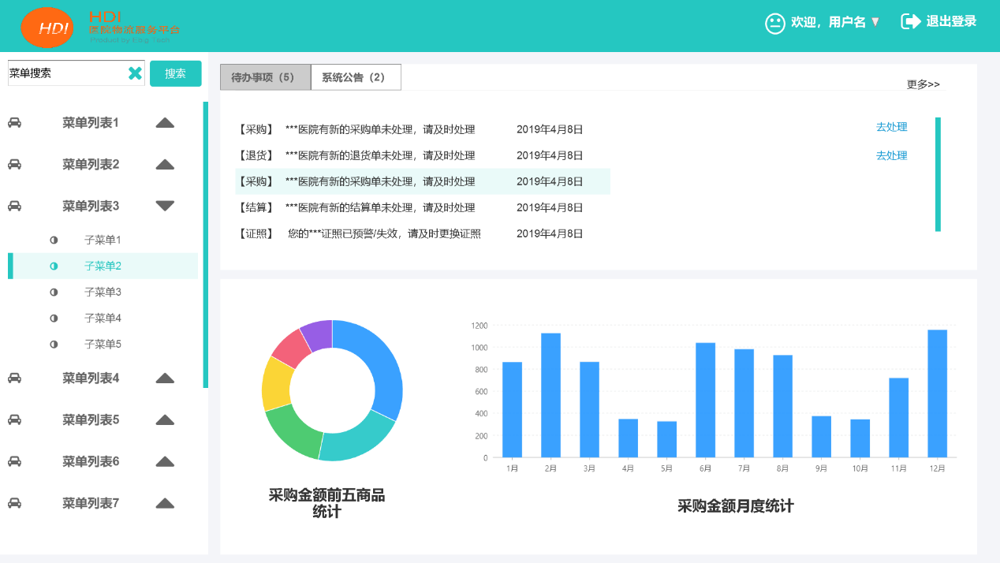 HDI
HDI
医院物流服务平台
欢迎，用户名 ▼
退出登录
菜单搜索
搜索
菜单列表1
菜单列表2
菜单列表3
子菜单1
子菜单2
子菜单3
子菜单4
子菜单5
菜单列表4
菜单列表5
菜单列表6
菜单列表7
待办事项（5）
系统公告（2）
更多>>
【采购】 ***医院有新的采购单未处理，请及时处理 2019年4月8日 去处理
【退货】 ***医院有新的退货单未处理，请及时处理 2019年4月8日 去处理
【采购】 ***医院有新的采购单未处理，请及时处理 2019年4月8日
【结算】 ***医院有新的结算单未处理，请及时处理 2019年4月8日
【证照】 您的***证照已预警/失效，请及时更换证照 2019年4月8日
采购金额前五商品
统计
1200
1000
800
600
400
200
0
1月 2月 3月 4月 5月 6月 7月 8月 9月 10月 11月 12月
采购金额月度统计